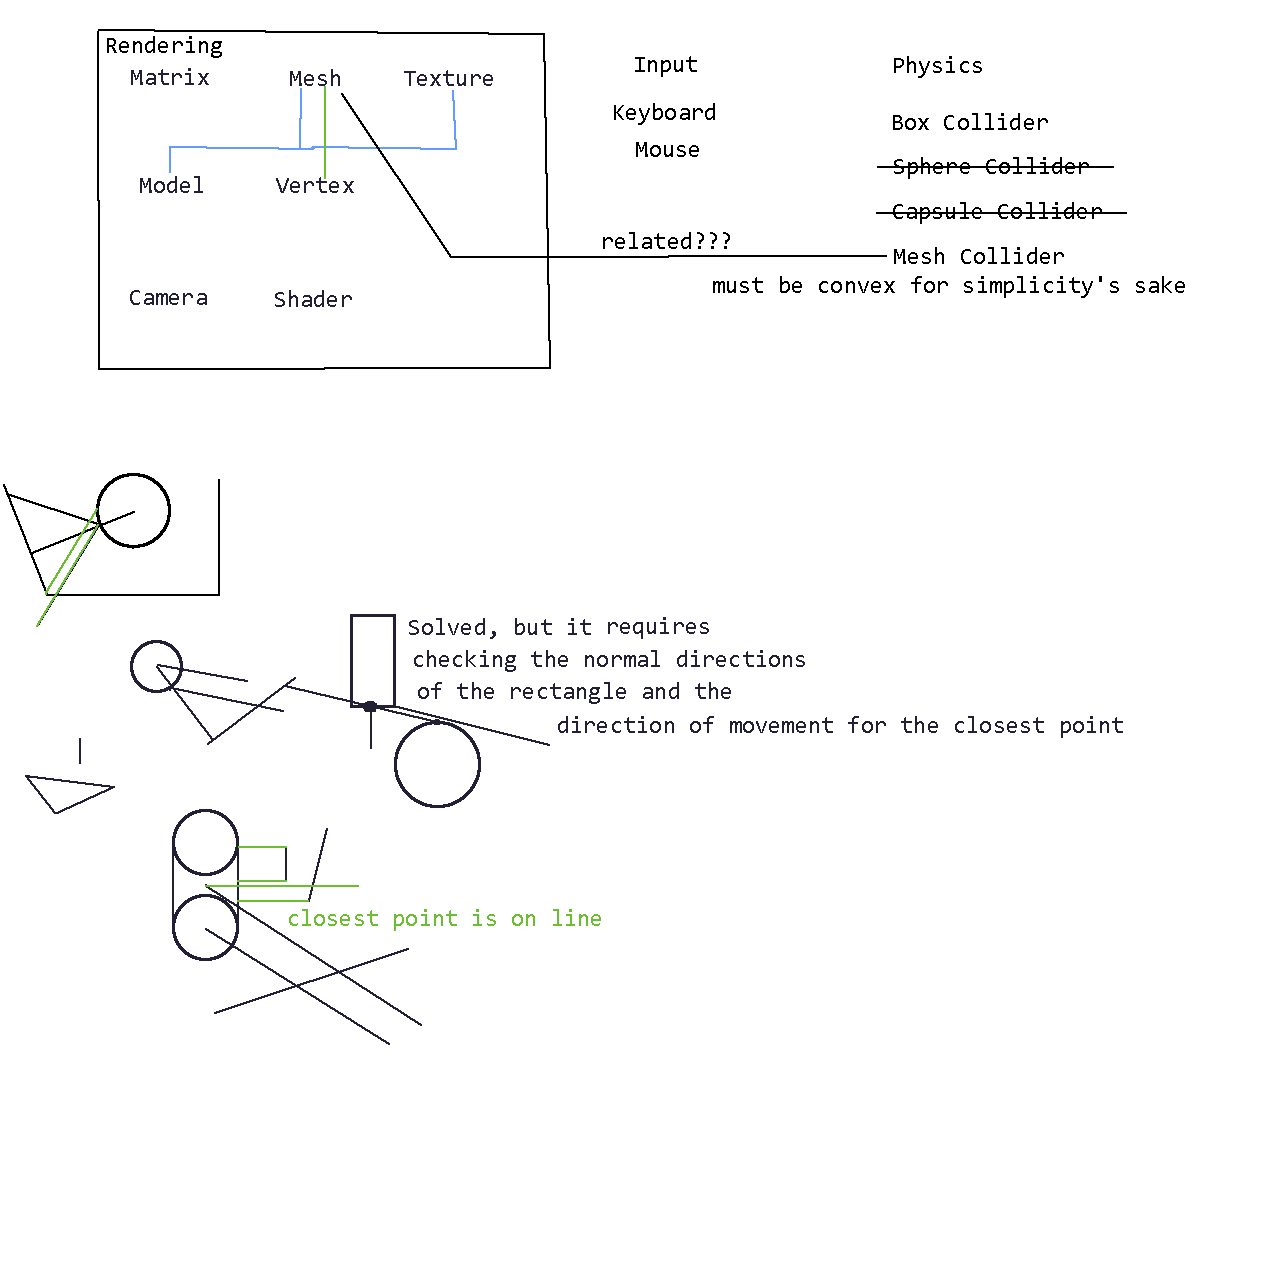 Rendering
Matrix Mesh Texture
Model Vertex
Camera Shader
Input
Keyboard
Mouse
Physics
Box Collider
Sphere Collider
Capsule Collider
Mesh Collider
related???
must be convex for simplicity's sake
Solved, but it requires
checking the normal directions
of the rectangle and the
direction of movement for the closest point
closest point is on line